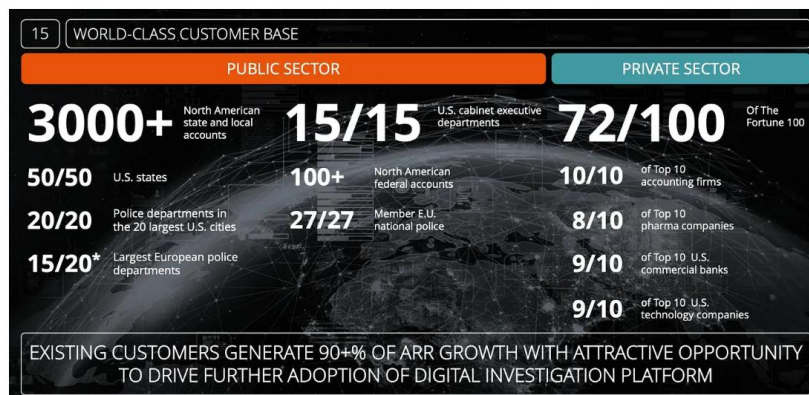 15 WORLD-CLASS CUSTOMER BASE
PUBLIC SECTOR
3000+
North American
state and local
accounts
15/15
U.S. cabinet executive
departments
50/50
U.S. states
100+
North American
federal accounts
20/20
Police departments in
the 20 largest U.S. cities
27/27
Member E.U.
national police
15/20*
Largest European police
departments
PRIVATE SECTOR
72/100
Of The
Fortune 100
10/10
of Top 10
accounting firms
8/10
of Top 10
pharma companies
9/10
of Top 10 U.S.
commercial banks
9/10
of Top 10 U.S.
technology companies
EXISTING CUSTOMERS GENERATE 90+% OF ARR GROWTH WITH ATTRACTIVE OPPORTUNITY
TO DRIVE FURTHER ADOPTION OF DIGITAL INVESTIGATION PLATFORM